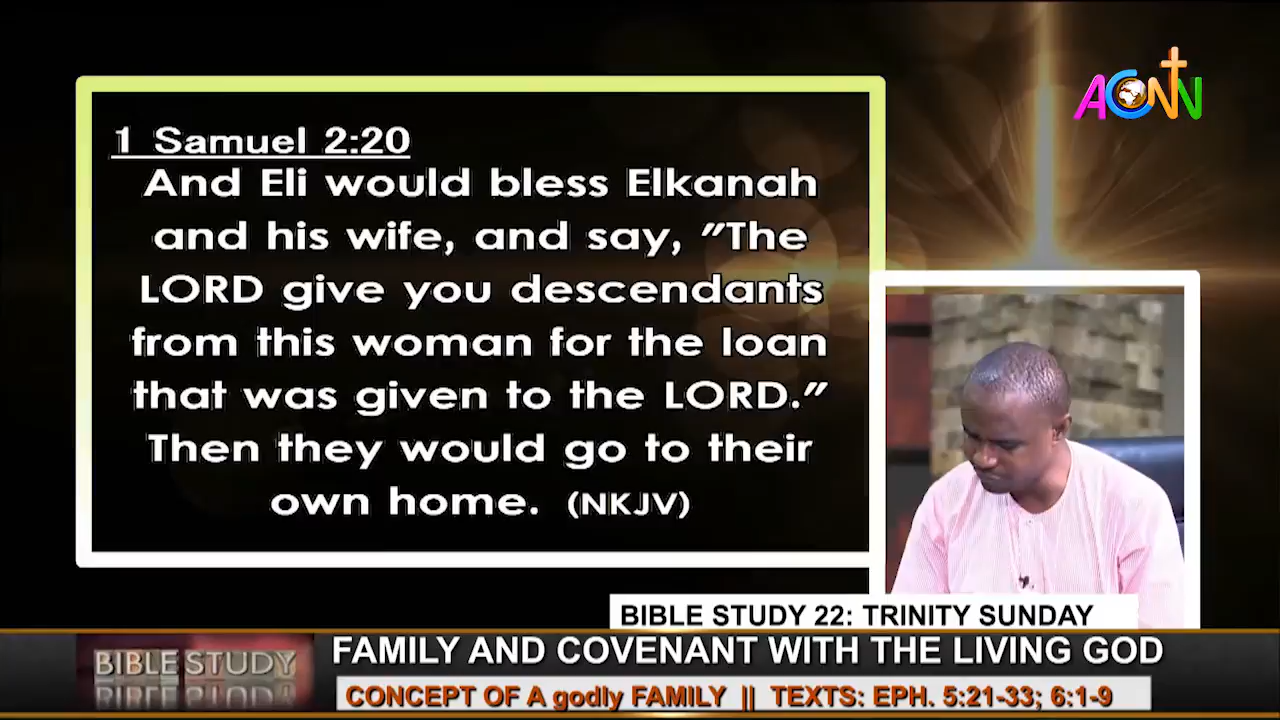 ACNN
1 Samuel 2:20
And Eli would bless Elkanah
and his wife, and say, "The
LORD give you descendants
from this woman for the loan
that was given to the LORD."
Then they would go to their
own home. (NKJV)
BIBLE STUDY 22: TRINITY SUNDAY
BIBLE STUDY
FAMILY AND COVENANT WITH THE LIVING GOD
CONCEPT OF A godly FAMILY || TEXTS: EPH. 5:21-33; 6:1-9